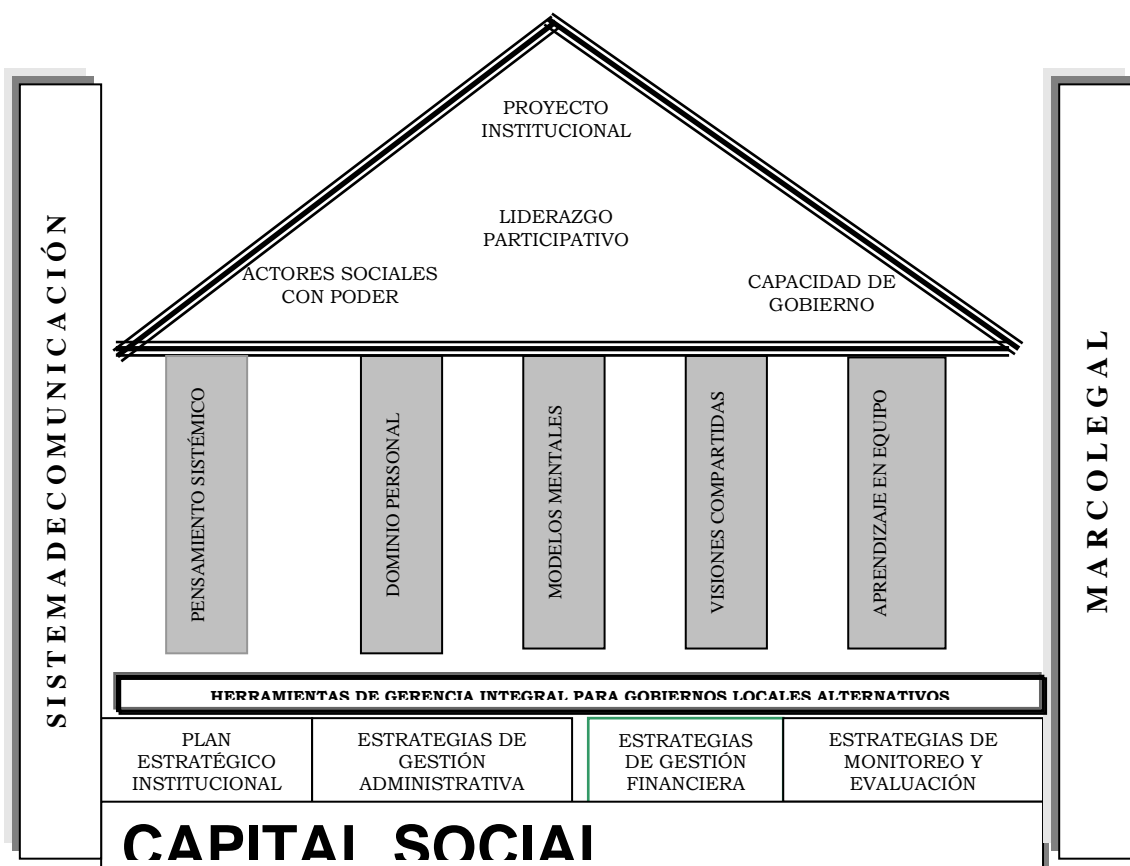 PROYECTO
INSTITUCIONAL
LIDERAZGO
PARTICIPATIVO
ACTORES SOCIALES
CON PODER
CAPACIDAD DE
GOBIERNO
SISTEMADECOMUNICACIÓN
PENSAMIENTO SISTÉMICO
DOMINIO PERSONAL
MODELOS MENTALES
VISIONES COMPARTIDAS
APRENDIZAJE EN EQUIPO
MARCOLEGAL
HERRAMIENTAS DE GERENCIA INTEGRAL PARA GOBIERNOS LOCALES ALTERNATIVOS
PLAN
ESTRATÉGICO
INSTITUCIONAL
ESTRATEGIAS DE
GESTIÓN
ADMINISTRATIVA
ESTRATEGIAS
DE GESTIÓN
FINANCIERA
ESTRATEGIAS DE
MONITOREO Y
EVALUACIÓN
CAPITAL SOCIAL